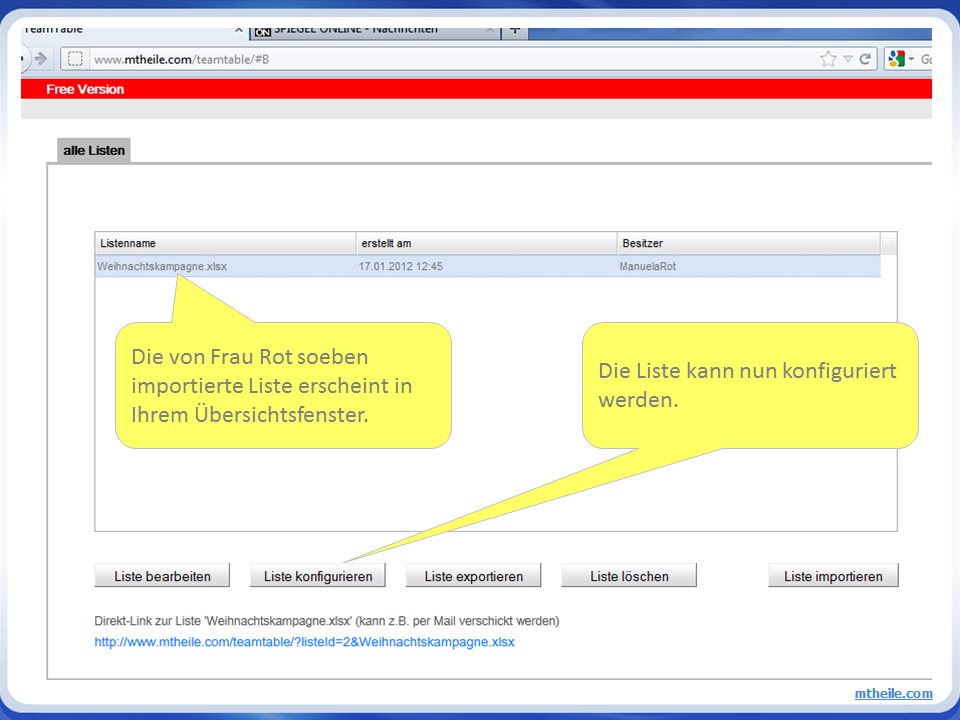 TeamTable
SPIEGEL ONLINE - Nachrichten
www.mtheile.com/teamtable/#B
Free Version
alle Listen
Listenname erstellt am Besitzer
Weihnachtskampagne.xlsx 17.01.2012 12:45 ManuelaRot
Die von Frau Rot soeben
importierte Liste erscheint in
Ihrem Übersichtsfenster.
Die Liste kann nun konfiguriert
werden.
Liste bearbeiten Liste konfigurieren Liste exportieren Liste löschen Liste importieren
Direkt-Link zur Liste 'Weihnachtskampagne.xlsx' (kann z.B. per Mail verschickt werden)
http://www.mtheile.com/teamtable/?listeId=2&Weihnachtskampagne.xlsx
mtheile.com